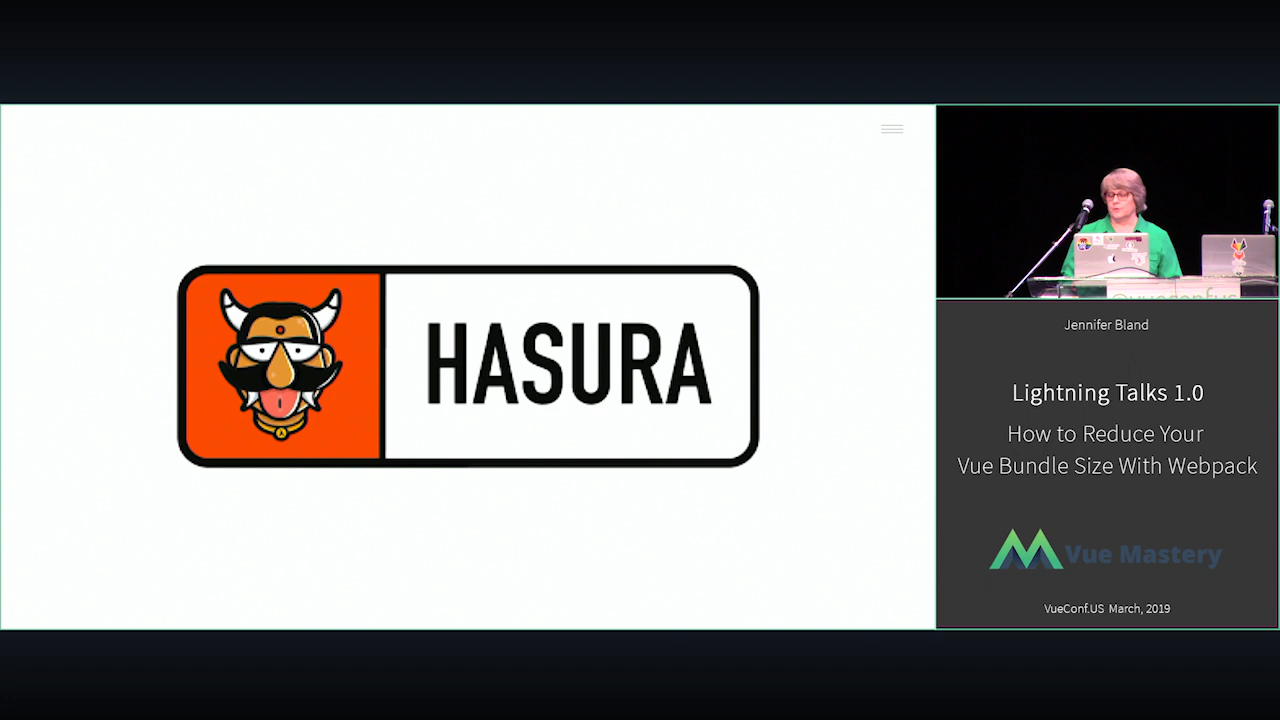 HASURA
@vueconfus
Jennifer Bland
Lightning Talks 1.0
How to Reduce Your
Vue Bundle Size With Webpack
Vue Mastery
VueConf.US March, 2019